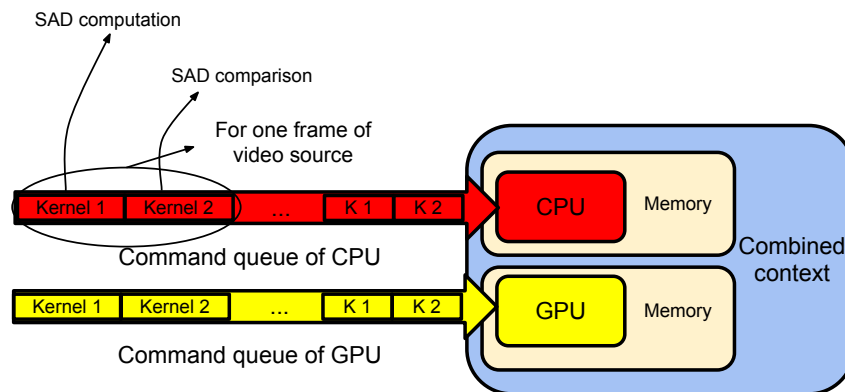 SAD computation
SAD comparison
For one frame of
video source
Kernel 1 Kernel 2 ... K 1 K 2
CPU
Memory
Command queue of CPU
Combined
context
Kernel 1 Kernel 2 ... K 1 K 2
GPU
Memory
Command queue of GPU